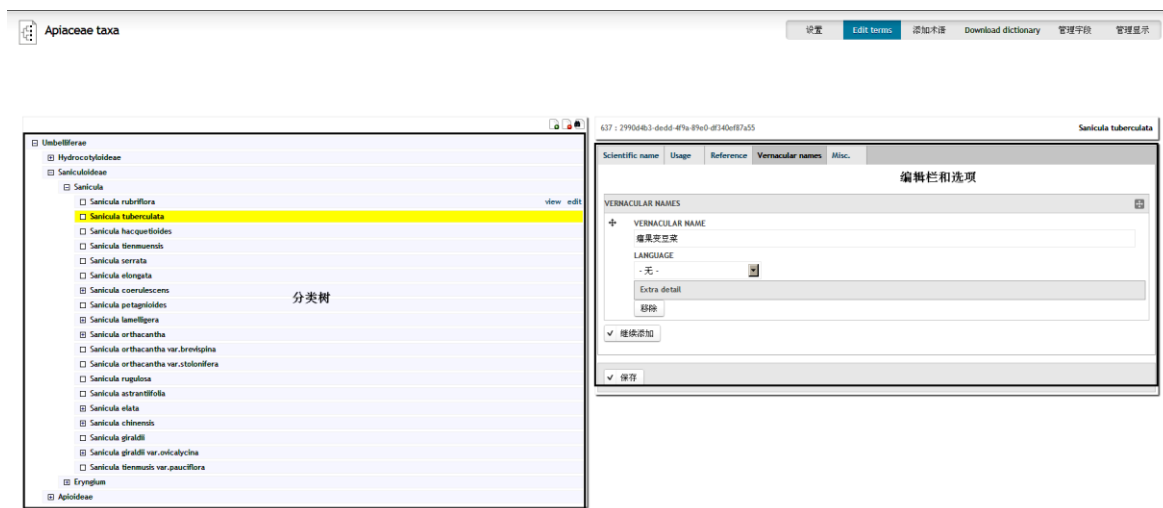 Apiaceae taxa
设置 Edit terms 添加术语 Download dictionary 管理字段 管理显示
Umbelliferae
Hydrocotyloideae
Saniculoideae
Sanicula
Sanicula rubriflora view edit
Sanicula tuberculata
Sanicula hacquetioides
Sanicula tienmuensis
Sanicula serrata
Sanicula elongata
Sanicula coerulescens
分类树
Sanicula petagnioides
Sanicula lamelligera
Sanicula orthacantha
Sanicula orthacantha var.brevispina
Sanicula orthacantha var.stolonifera
Sanicula rugulosa
Sanicula astrantiifolia
Sanicula elata
Sanicula chinensis
Sanicula giraldii
Sanicula giraldii var.ovicalycina
Sanicula tienmusis var.pauciflora
Eryngium
Apioideae
637 : 2990d4b3-dedd-4f9a-89e0-df340ef87a55 Sanicula tuberculata
Scientific name Usage Reference Vernacular names Misc.
编辑栏和选项
VERNACULAR NAMES
VERNACULAR NAME
瘤果变豆菜
LANGUAGE
- 无 -
Extra detail
移除
继续添加
保存